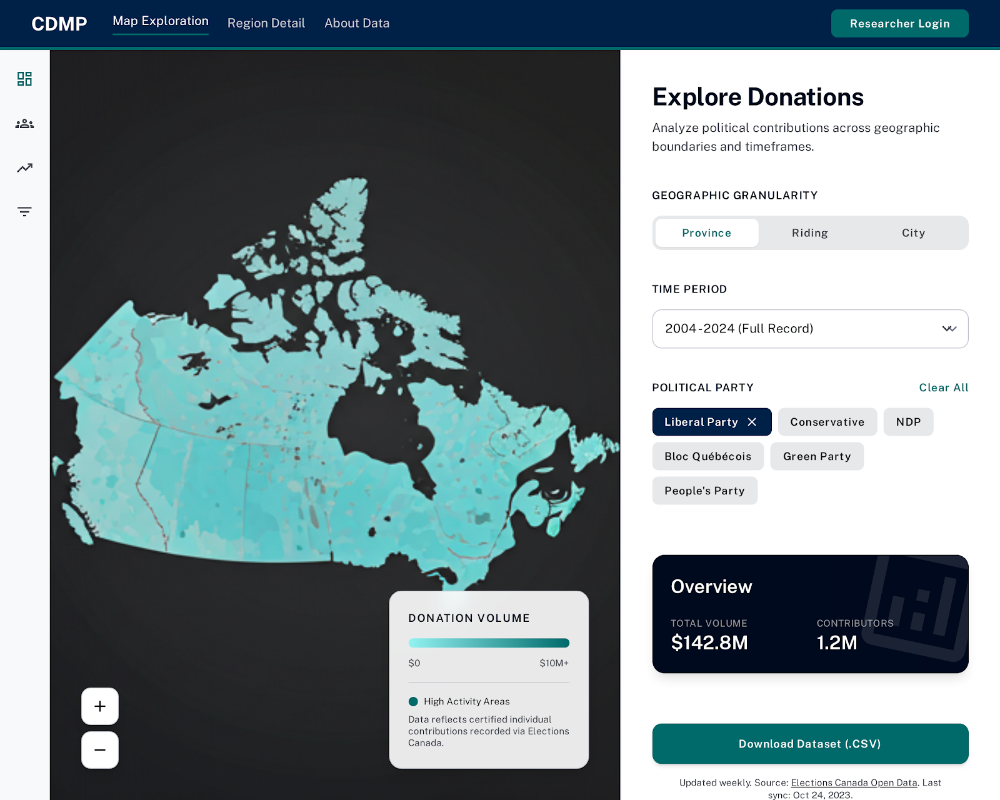 CDMP
Map Exploration
Region Detail
About Data
Researcher Login
Explore Donations
Analyze political contributions across geographic
boundaries and timeframes.
GEOGRAPHIC GRANULARITY
Province
Riding
City
TIME PERIOD
2004-2024 (Full Record)
POLITICAL PARTY
Clear All
Liberal Party
Conservative
NDP
Bloc Québécois
Green Party
People's Party
Overview
TOTAL VOLUME
CONTRIBUTORS
$142.8M
1.2M
DONATION VOLUME
$0
$10M+
High Activity Areas
Data reflects certified individual
contributions recorded via Elections
Canada.
Download Dataset (.CSV)
Updated weekly. Source: Elections Canada Open Data. Last
sync: Oct 24, 2023.